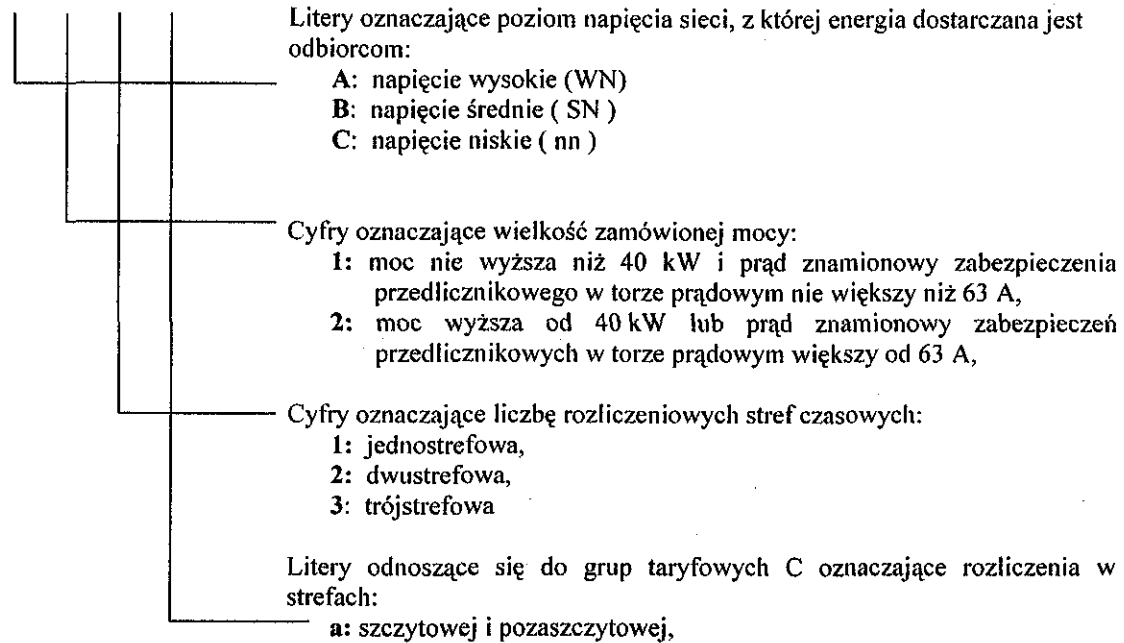 Litery oznaczające poziom napięcia sieci, z której energia dostarczana jest
odbiorcom:
A: napięcie wysokie (WN)
B: napięcie średnie ( SN )
C: napięcie niskie ( nn )
Cyfry oznaczające wielkość zamówionej mocy:
1: moc nie wyższa niż 40 kW i prąd znamionowy zabezpieczenia
przedlicznikowego w torze prądowym nie większy niż 63 A,
2: moc wyższa od 40 kW lub prąd znamionowy zabezpieczeń
przedlicznikowych w torze prądowym większy od 63 A,
Cyfry oznaczające liczbę rozliczeniowych stref czasowych:
1: jednostrefowa,
2: dwustrefowa,
3: trójstrefowa
Litery odnoszące się do grup taryfowych C oznaczające rozliczenia w
strefach:
a: szczytowej i pozaszczytowej,